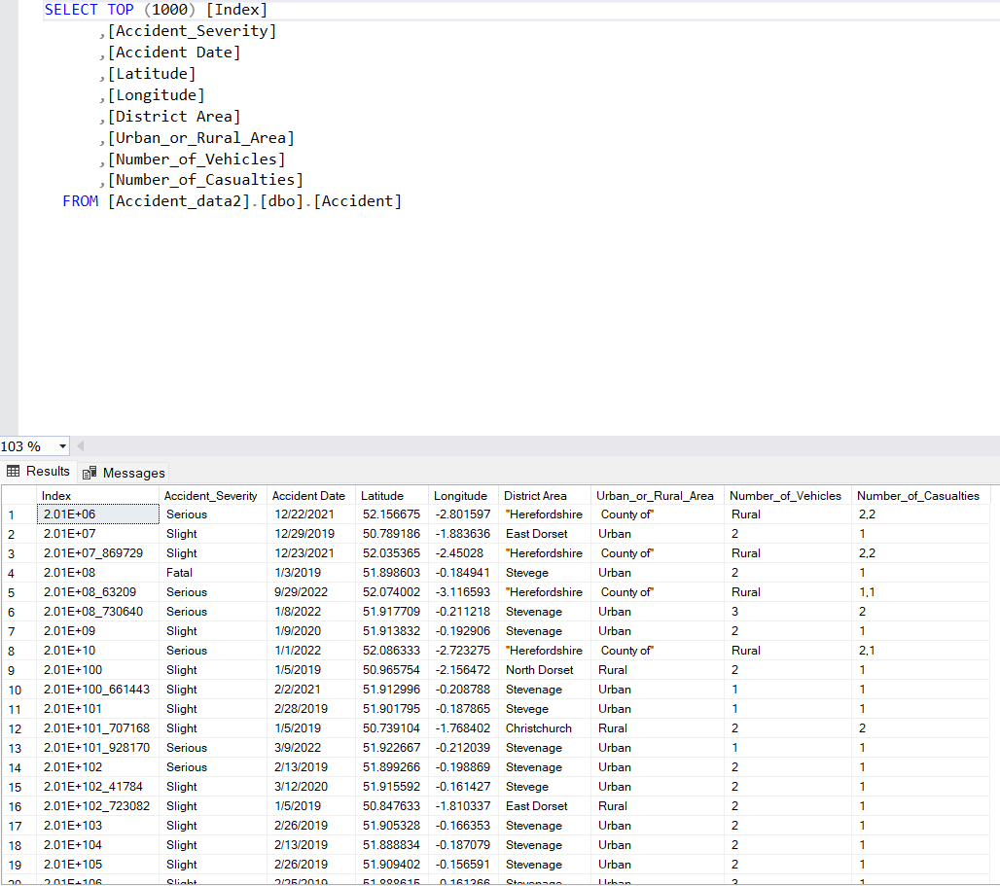 SELECT TOP (1000) [Index]
,[Accident_Severity]
,[Accident Date]
,[Latitude]
,[Longitude]
,[District Area]
,[Urban_or_Rural_Area]
,[Number_of_Vehicles]
,[Number_of_Casualties]
FROM [Accident_data2].[dbo].[Accident]
103 %
Results Messages
Index Accident_Severity Accident Date Latitude Longitude District Area Urban_or_Rural_Area Number_of_Vehicles Number_of_Casualties
1 2.01E+06 Serious 12/22/2021 52.156675 -2.801597 "Herefordshire County of" Rural 2,2
2 2.01E+07 Slight 12/29/2019 50.789186 -1.883636 East Dorset Urban 2 1
3 2.01E+07_869729 Slight 12/23/2021 52.035365 -2.45028 "Herefordshire County of" Rural 2,2
4 2.01E+08 Fatal 1/3/2019 51.898603 -0.184941 Stevege Urban 2 1
5 2.01E+08_63209 Serious 9/29/2022 52.074002 -3.116593 "Herefordshire County of" Rural 1,1
6 2.01E+08_730640 Serious 1/8/2022 51.917709 -0.211218 Stevenage Urban 3 2
7 2.01E+09 Slight 1/9/2020 51.913832 -0.192906 Stevenage Urban 2 1
8 2.01E+10 Serious 1/1/2022 52.086333 -2.723275 "Herefordshire County of" Rural 2,1
9 2.01E+100 Slight 1/5/2019 50.965754 -2.156472 North Dorset Rural 2 1
10 2.01E+100_661443 Slight 2/2/2021 51.912996 -0.208788 Stevenage Urban 1 1
11 2.01E+101 Slight 2/28/2019 51.901795 -0.187865 Stevege Urban 1 1
12 2.01E+101_707168 Slight 1/5/2019 50.739104 -1.768402 Christchurch Rural 2 2
13 2.01E+101_928170 Serious 3/9/2022 51.922667 -0.212039 Stevenage Urban 1 1
14 2.01E+102 Serious 2/13/2019 51.899266 -0.198869 Stevenage Urban 2 1
15 2.01E+102_41784 Slight 3/12/2020 51.915592 -0.161427 Stevege Urban 2 1
16 2.01E+102_723082 Slight 1/5/2019 50.847633 -1.810337 East Dorset Rural 2 1
17 2.01E+103 Slight 2/26/2019 51.905328 -0.166353 Stevenage Urban 2 1
18 2.01E+104 Slight 2/13/2019 51.888834 -0.187079 Stevenage Urban 2 1
19 2.01E+105 Slight 2/26/2019 51.909402 -0.156591 Stevenage Urban 2 1
20 2.01E+106 Slight 2/25/2019 51.888615 -0.161366 Stevenage Urban